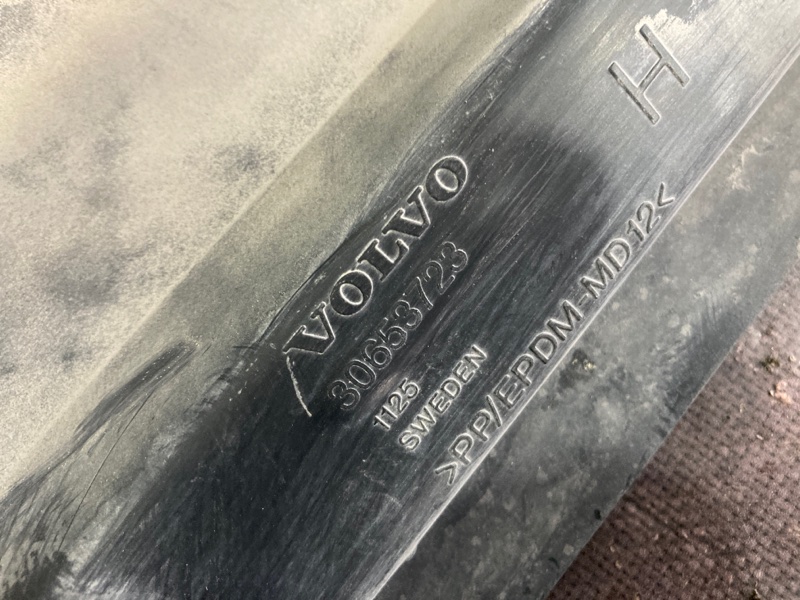 H
VOLVO
30653723
1125
SWEDEN
>PP/EPDM-MD12<